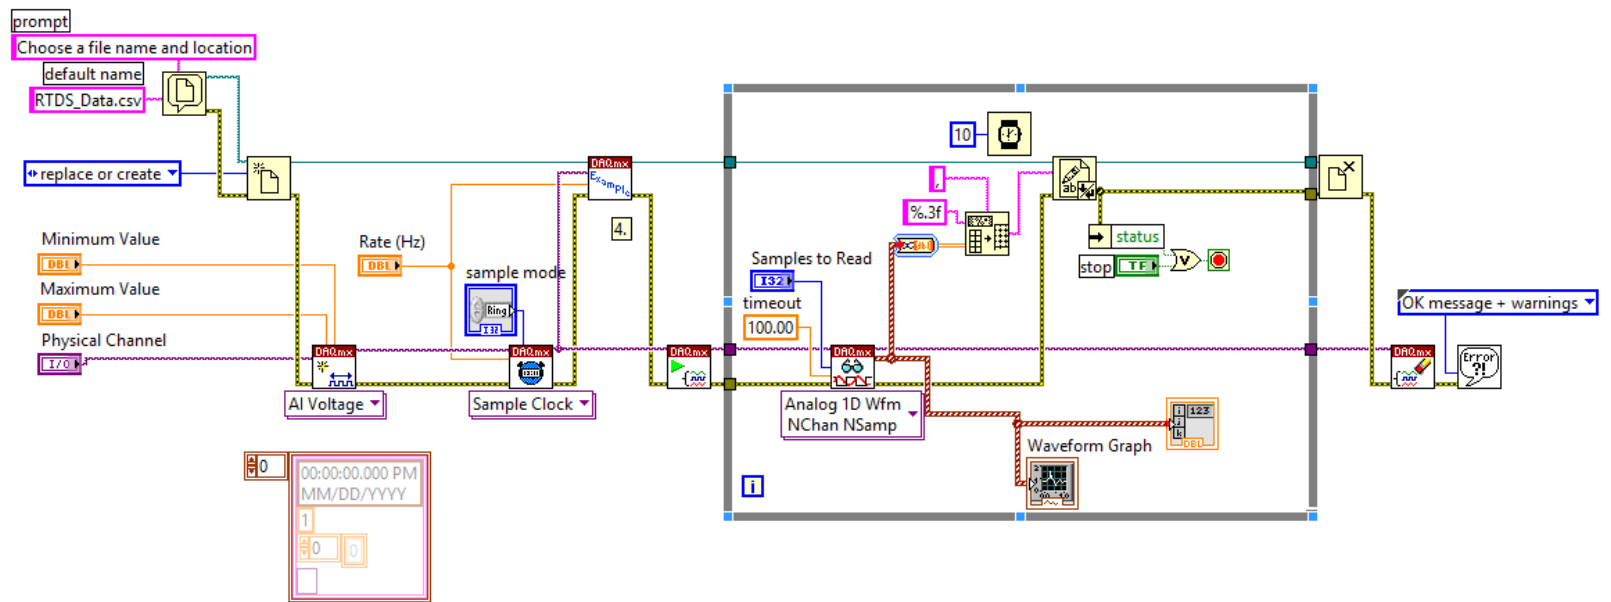 prompt
Choose a file name and location
default name
RTDS_Data.csv
replace or create
Minimum Value
DBL
Maximum Value
DBL
Physical Channel
I/O
Rate (Hz)
DBL
sample mode
Ring
I32
DAQmx
Example
4.
DAQmx
AI Voltage
DAQmx
Sample Clock
DAQmx
0
00:00:00.000 PM
MM/DD/YYYY
1
0
0
10
,
%.3f
ab
Samples to Read
I32
timeout
100.00
DAQmx
Analog 1D Wfm
NChan NSamp
status
stop
TF
V
i
Waveform Graph
i
j
k
123
DBL
OK message + warnings
DAQmx
Error
?!